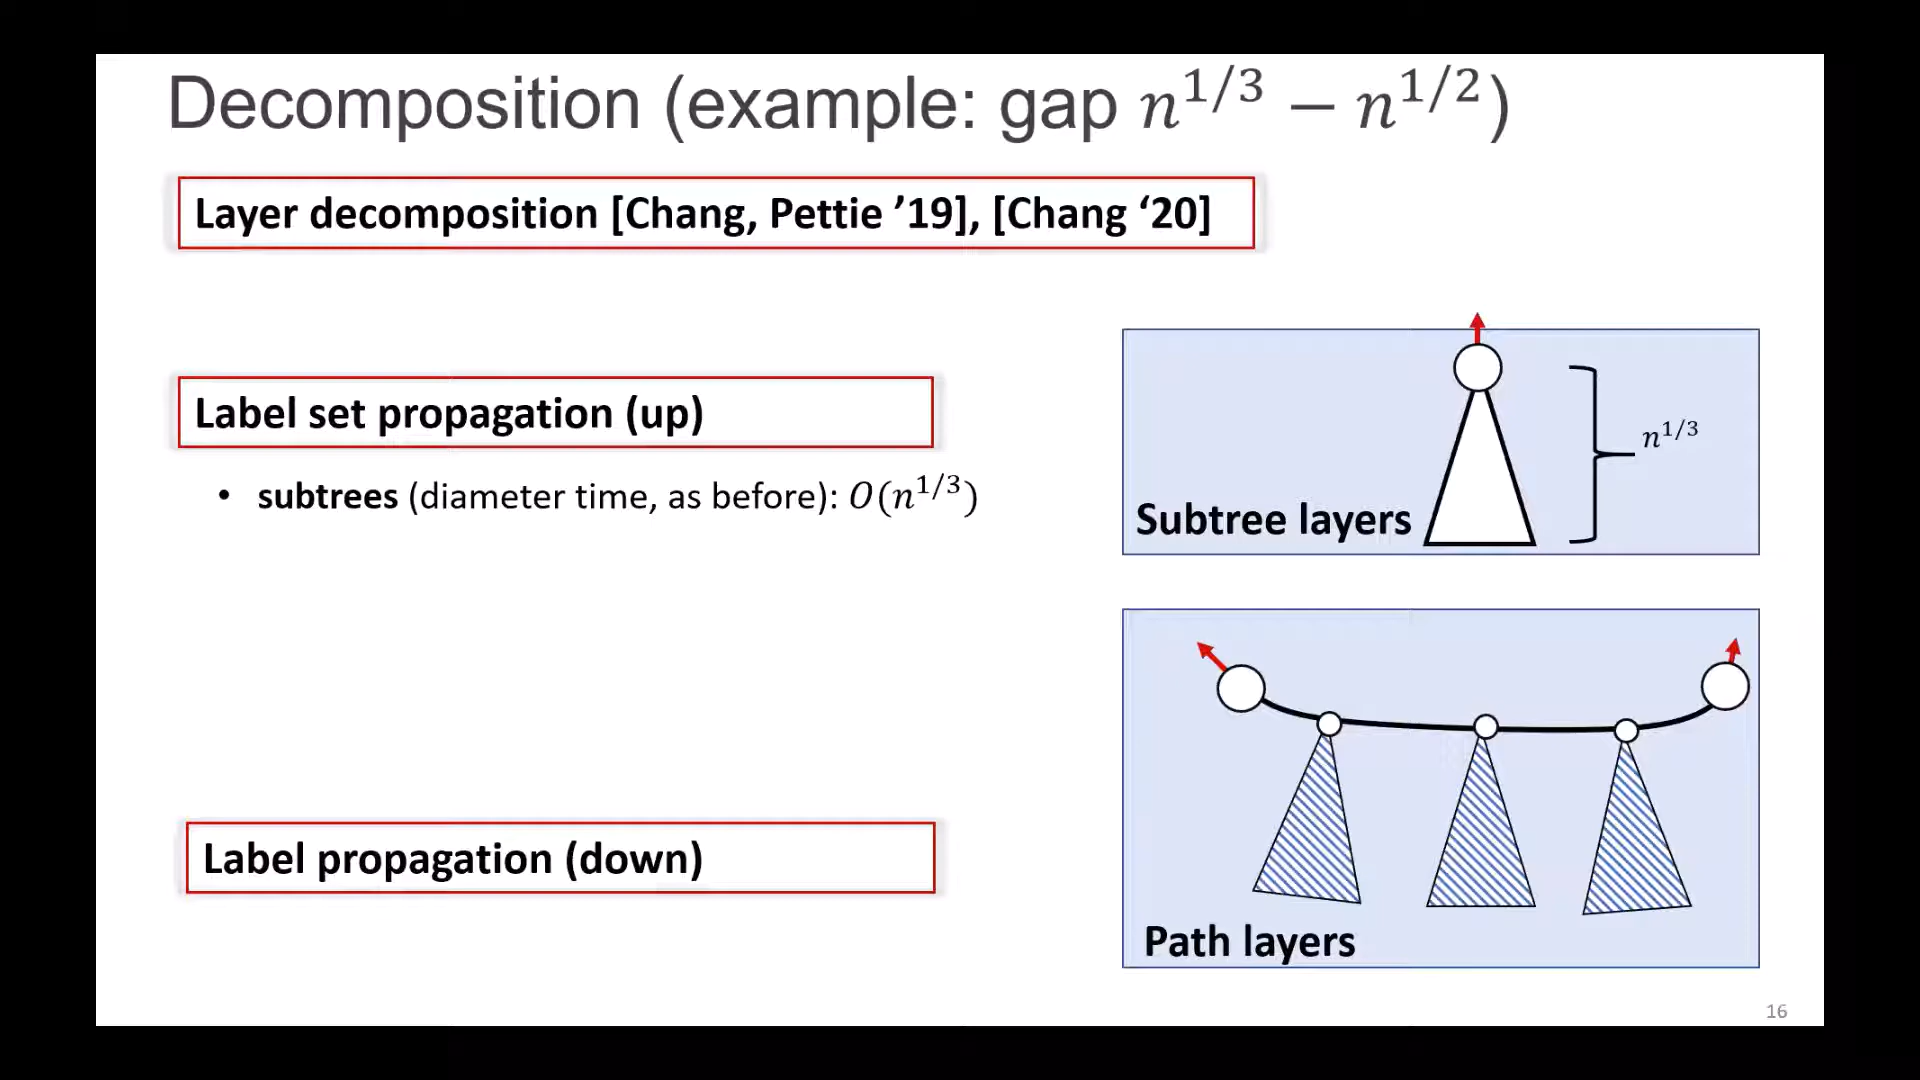 Decomposition (example: gap n^{1/3} − n^{1/2})
Layer decomposition [Chang, Pettie ’19], [Chang ‘20]
Label set propagation (up)
• subtrees (diameter time, as before): O(n^{1/3})
n^{1/3}
Subtree layers
Label propagation (down)
Path layers
16